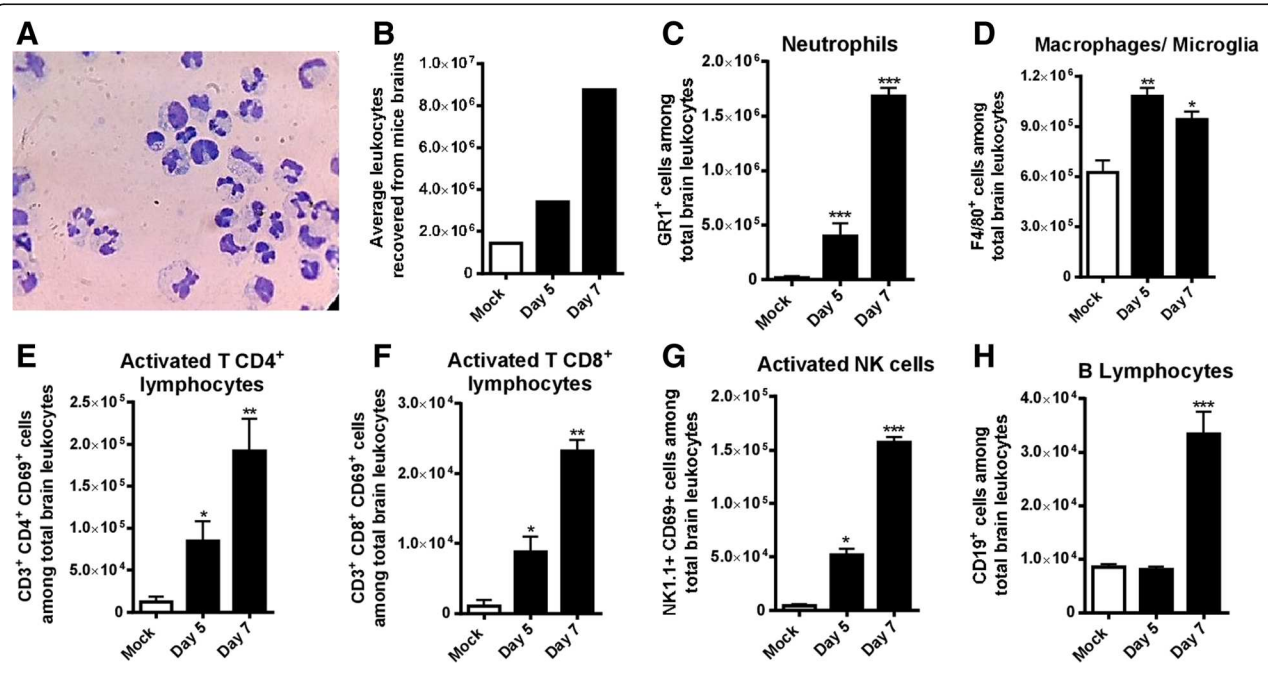 A
B
Average leukocytes
recovered from mice brains
1.0×10⁷
8.0×10⁶
6.0×10⁶
4.0×10⁶
2.0×10⁶
0
Mock
Day 5
Day 7
C
Neutrophils
GR1⁺ cells among
total brain leukocytes
2.0×10⁶
1.5×10⁶
1.0×10⁶
5.0×10⁵
0
***
***
Mock
Day 5
Day 7
D
Macrophages/ Microglia
F4/80⁺ cells among
total brain leukocytes
1.2×10⁶
9.0×10⁵
6.0×10⁵
3.0×10⁵
0
**
*
Mock
Day 5
Day 7
E
Activated T CD4⁺
lymphocytes
CD3⁺ CD4⁺ CD69⁺ cells
among total brain leukocytes
2.5×10⁵
2.0×10⁵
1.5×10⁵
1.0×10⁵
5.0×10⁴
0
*
**
Mock
Day 5
Day 7
F
Activated T CD8⁺
lymphocytes
CD3⁺ CD8⁺ CD69⁺ cells
among total brain leukocytes
3.0×10⁴
2.0×10⁴
1.0×10⁴
0
*
**
Mock
Day 5
Day 7
G
Activated NK cells
NK1.1+ CD69+ cells among
total brain leukocytes
2.0×10⁵
1.5×10⁵
1.0×10⁵
5.0×10⁴
0
*
***
Mock
Day 5
Day 7
H
B Lymphocytes
CD19⁺ cells among
total brain leukocytes
4.0×10⁴
3.0×10⁴
2.0×10⁴
1.0×10⁴
0
***
Mock
Day 5
Day 7